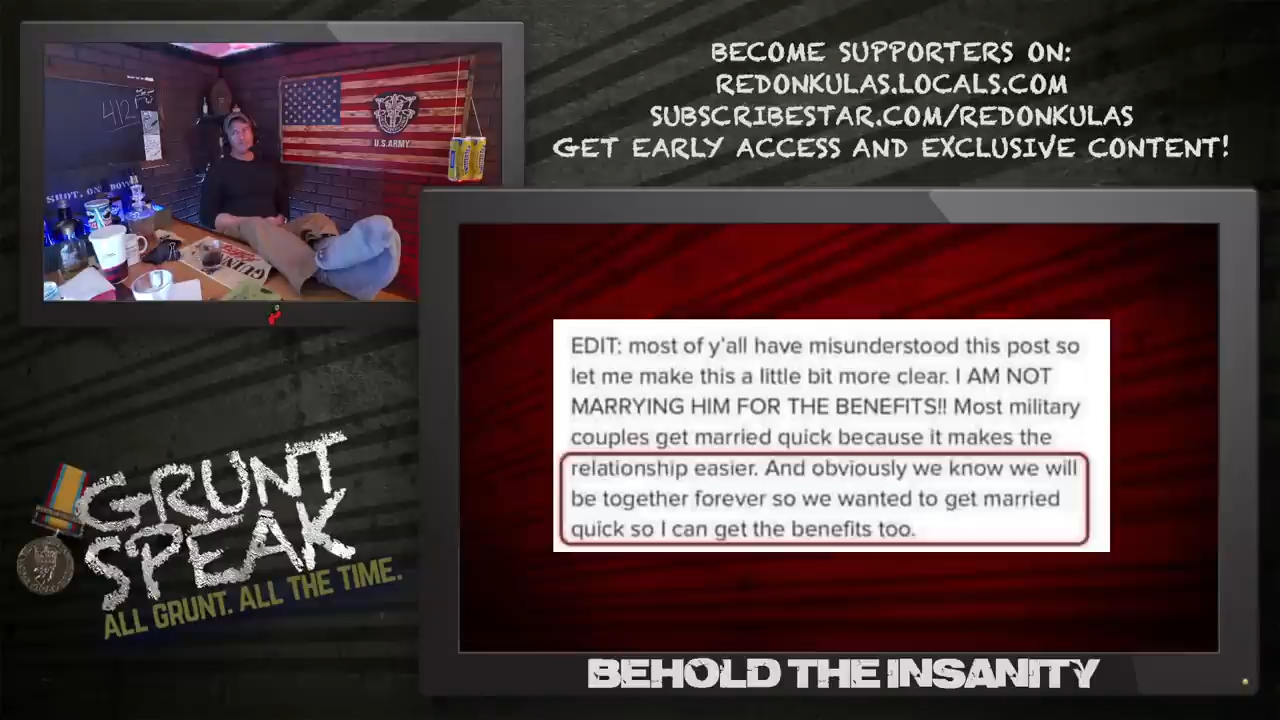 BECOME SUPPORTERS ON:
REDONKULAS.LOCALS.COM
SUBSCRIBESTAR.COM/REDONKULAS
GET EARLY ACCESS AND EXCLUSIVE CONTENT!
412
U.S.ARMY
SHOT, ON
EDIT: most of y'all have misunderstood this post so
let me make this a little bit more clear. I AM NOT
MARRYING HIM FOR THE BENEFITS!! Most military
couples get married quick because it makes the
relationship easier. And obviously we know we will
be together forever so we wanted to get married
quick so I can get the benefits too.
GRUNT
SPEAK
ALL GRUNT. ALL THE TIME.
BEHOLD THE INSANITY